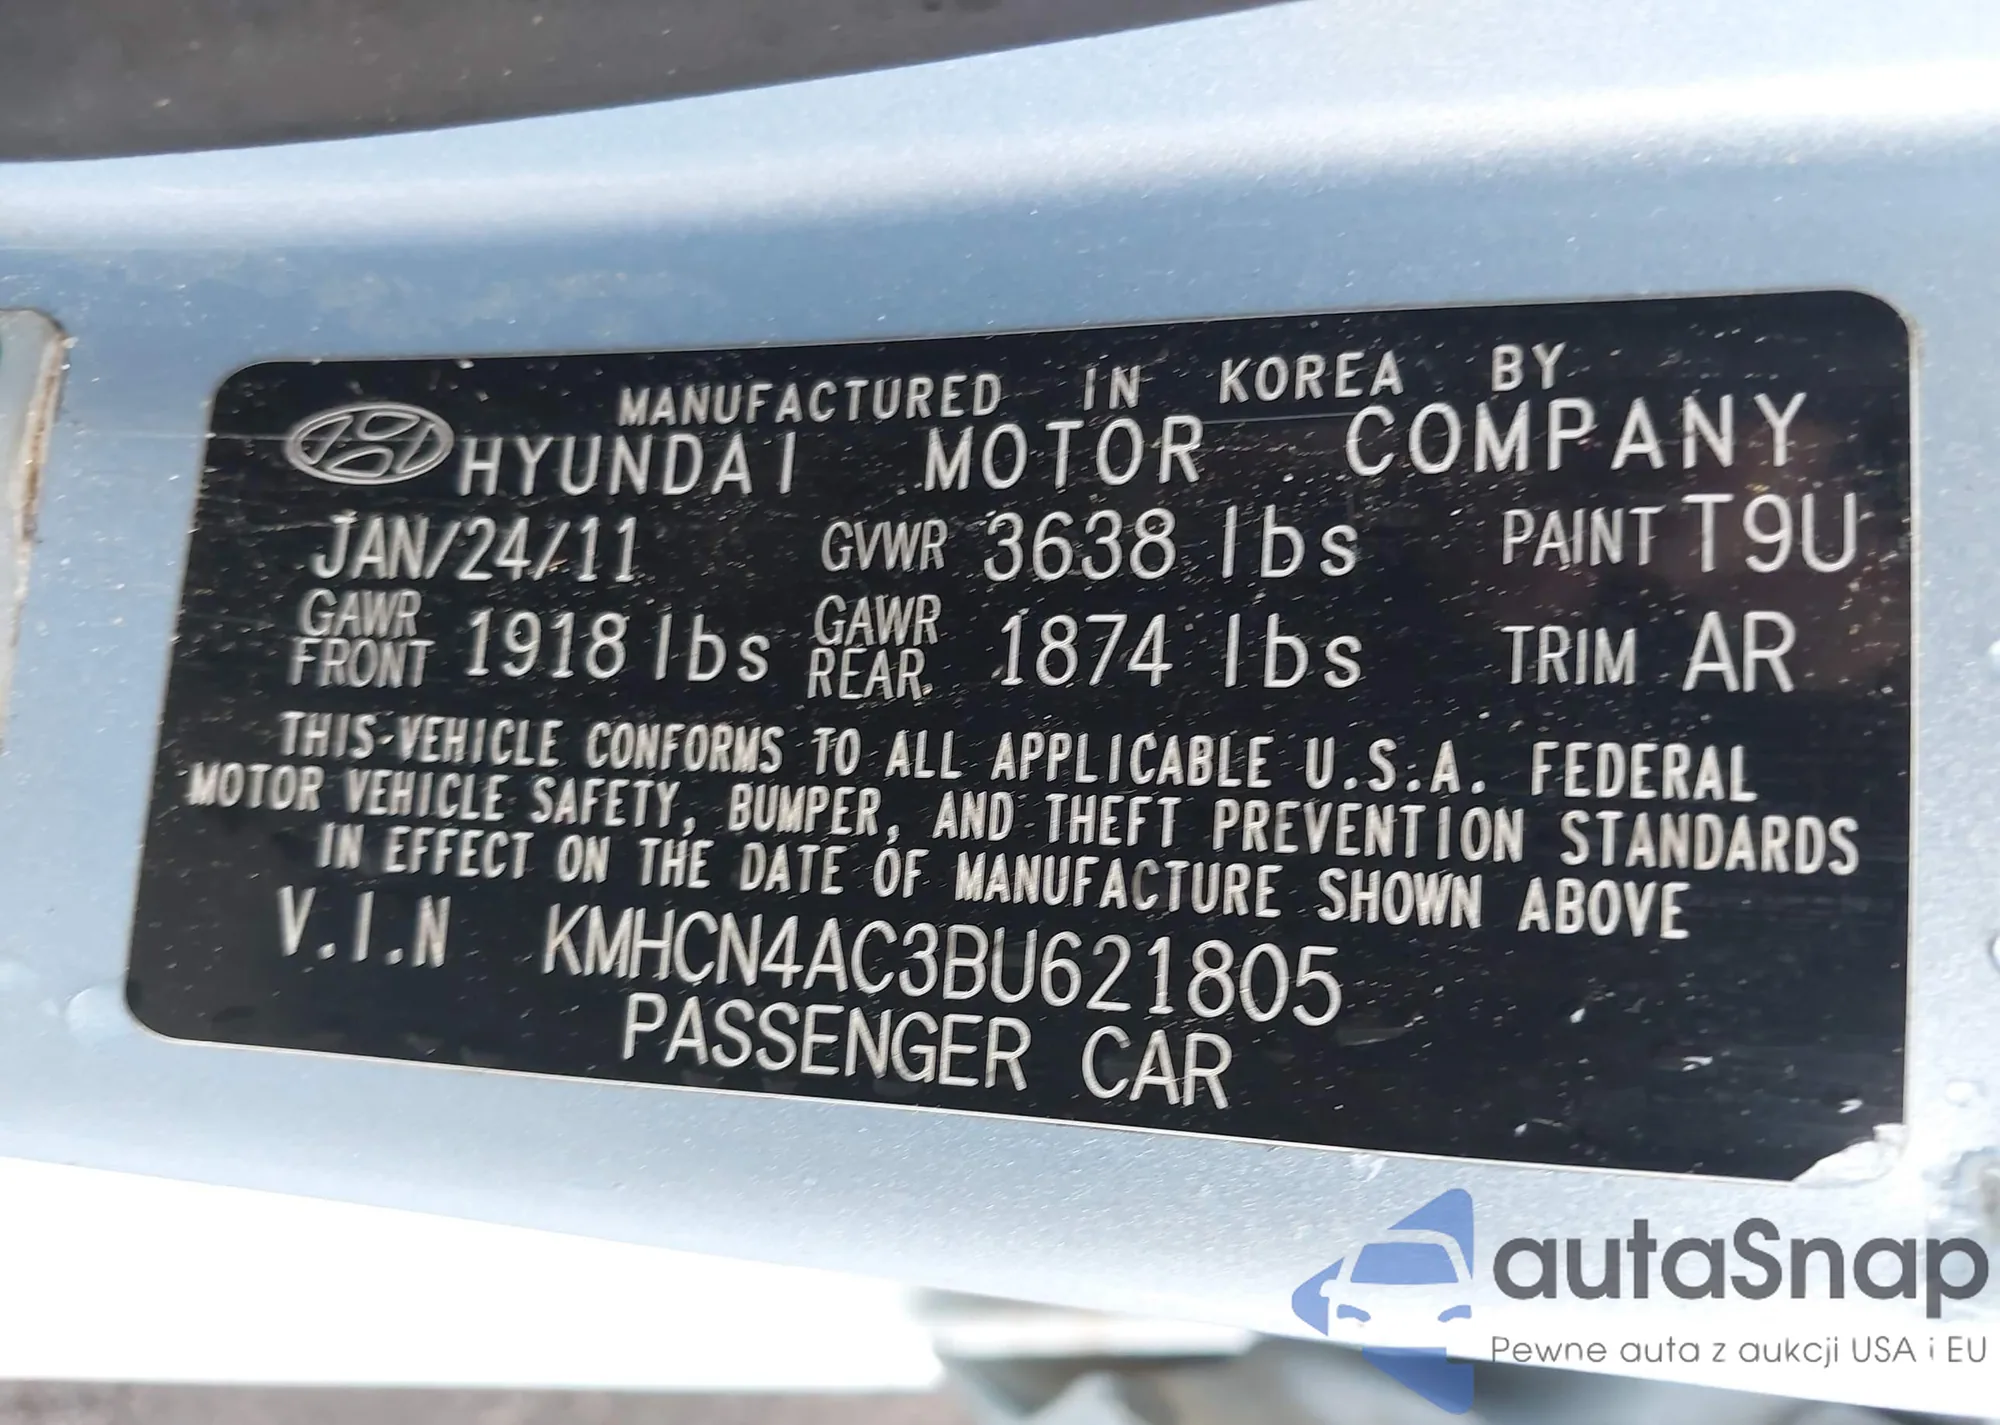 MANUFACTURED IN KOREA BY
HYUNDAI MOTOR COMPANY
JAN/24/11 GVWR 3638 lbs PAINT T9U
GAWR FRONT 1918 lbs GAWR REAR 1874 lbs TRIM AR
THIS VEHICLE CONFORMS TO ALL APPLICABLE U.S.A. FEDERAL
MOTOR VEHICLE SAFETY, BUMPER, AND THEFT PREVENTION STANDARDS
IN EFFECT ON THE DATE OF MANUFACTURE SHOWN ABOVE
V.I.N KMHCN4AC3BU621805
PASSENGER CAR
autaSnap
Pewne auta z aukcji USA i EU